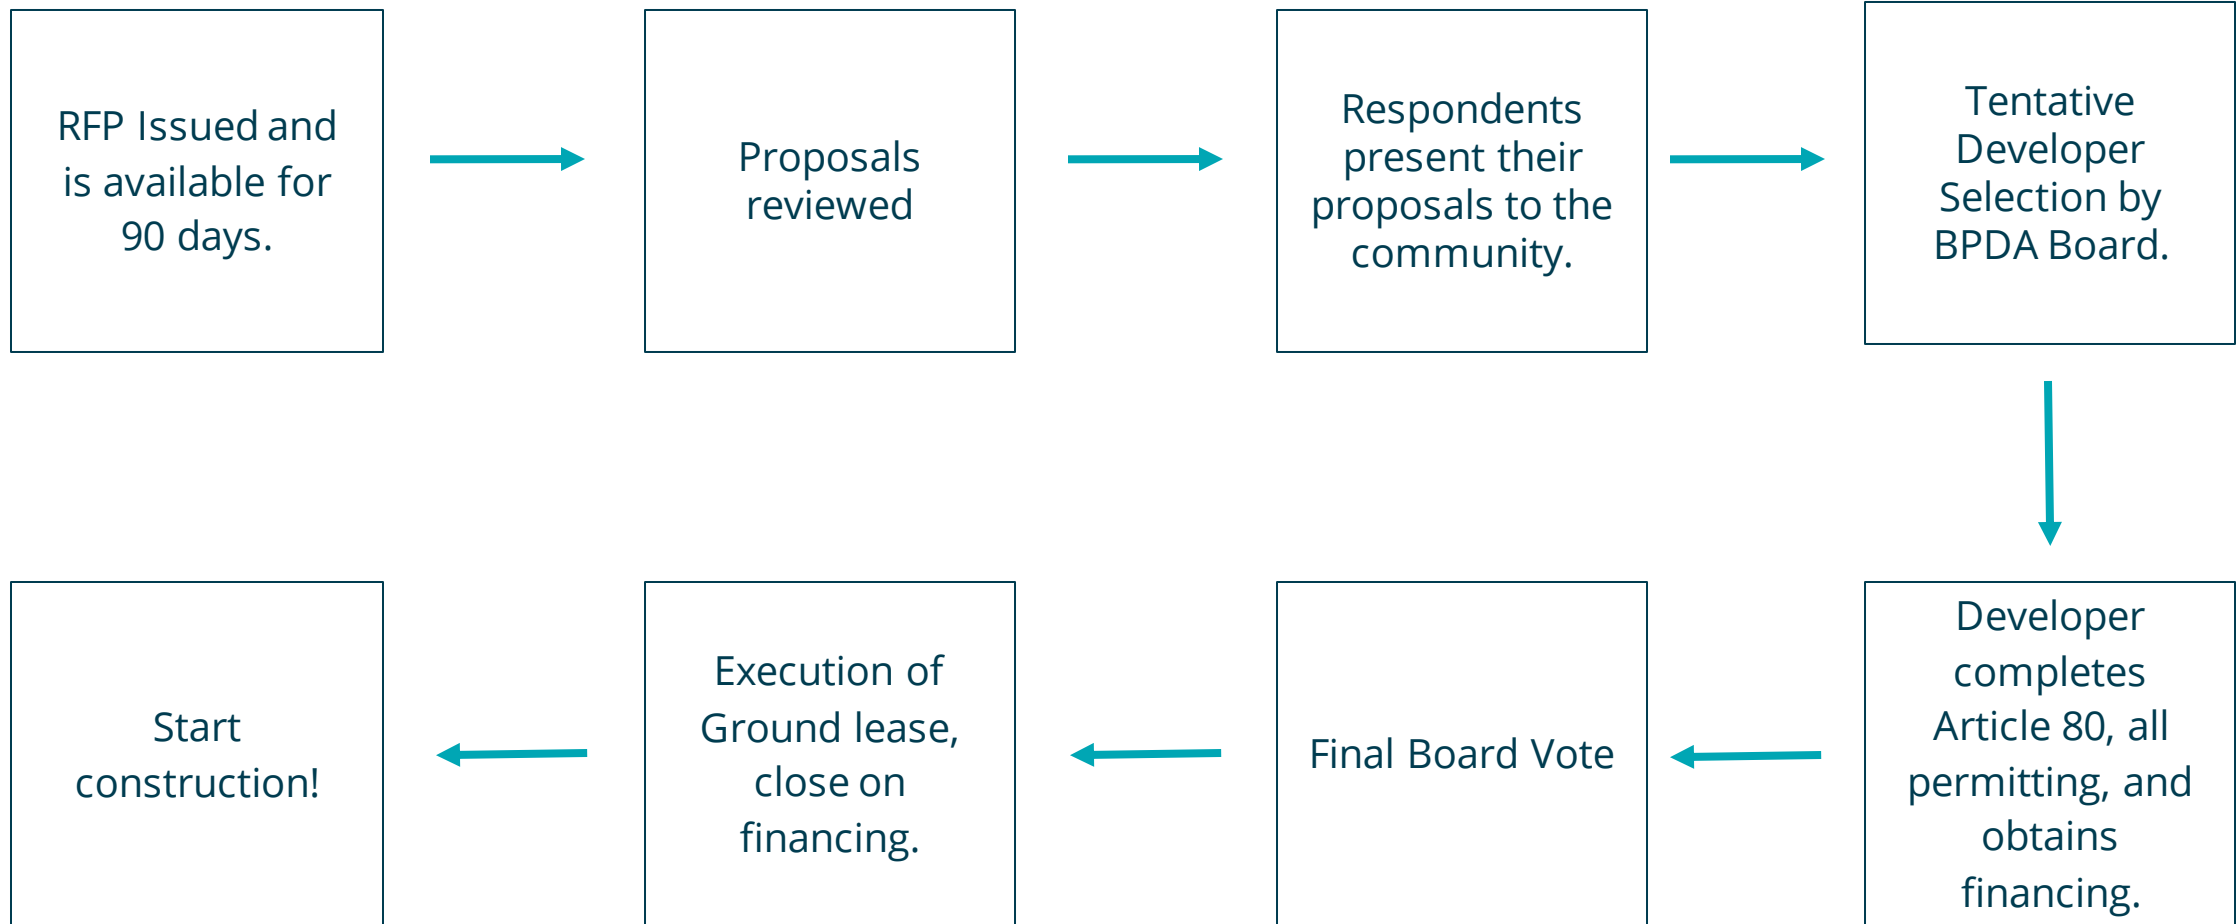 RFP Issued and
is available for
90 days.
Proposals
reviewed
Respondents
present their
proposals to the
community.
Tentative
Developer
Selection by
BPDA Board.
Developer
completes
Article 80, all
permitting, and
obtains
financing.
Final Board Vote
Execution of
Ground lease,
close on
financing.
Start
construction!